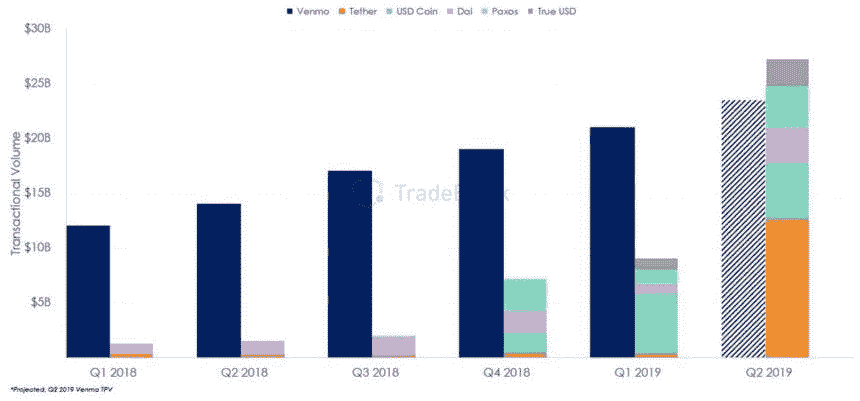 Venmo Tether USD Coin Dai Paxos True USD
$30B
$25B
$20B
$15B
$10B
$5B
Transactional Volume
TradeBlock
Q1 2018 Q2 2018 Q3 2018 Q4 2018 Q1 2019 Q2 2019
*Projected, Q2 2019 Venmo TPV